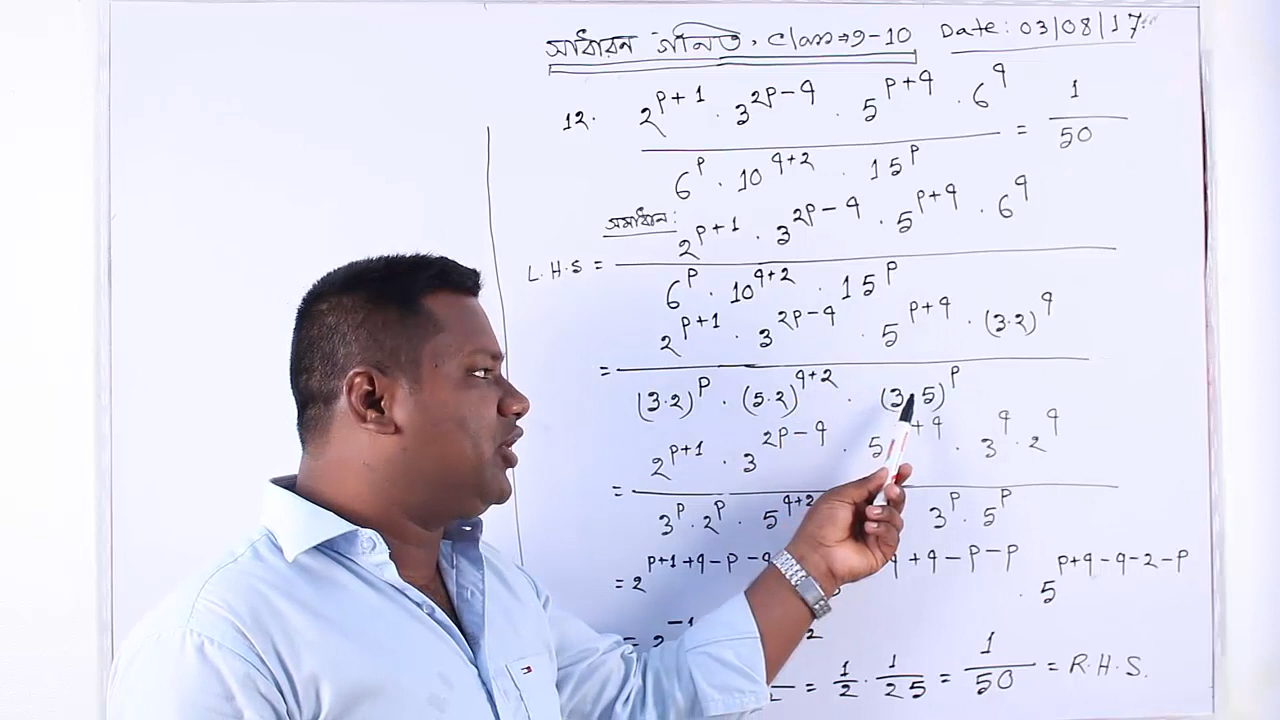 সাধারন গনিত, Class⇒9-10 Date: 03/08/17
12. 2^{p+1} · 3^{2p-q} · 5^{p+q} · 6^q / 6^p · 10^{q+2} · 15^p = 1/50
সমাধান:
L.H.S = 2^{p+1} · 3^{2p-q} · 5^{p+q} · 6^q / 6^p · 10^{q+2} · 15^p
= 2^{p+1} · 3^{2p-q} · 5^{p+q} · (3·2)^q / (3·2)^p · (5·2)^{q+2} · (3·5)^p
= 2^{p+1} · 3^{2p-q} · 5^{+q} · 3^q · 2^q / 3^p · 2^p · 5^{q+2} 3^p · 5^p
= 2^{p+1+q-p-q} ^{q+q-p-p} · 5^{p+q-q-2-p}
= 2^{-1} 2
= 1/2 · 1/25 = 1/50 = R.H.S.